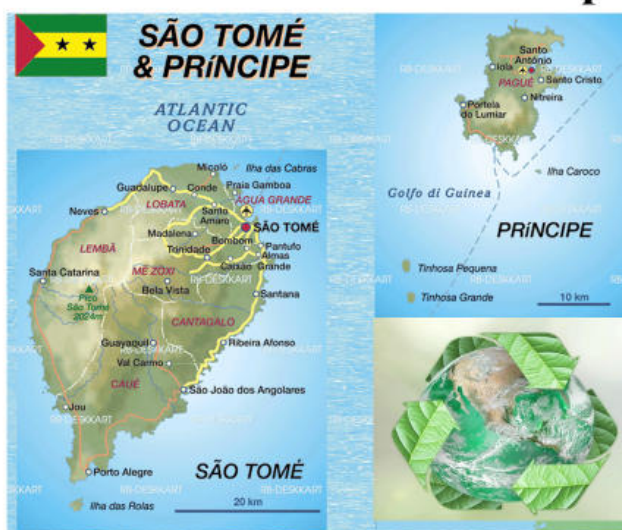 SÃO TOMÉ
& PRíNCIPE
ATLANTIC
OCEAN
Micoló
Ilha das Cabras
Guadalupe
Conde
Praia Gamboa
LOBATA
ÁGUA GRANDE
Neves
Santo
Amaro
SÃO TOMÉ
Madalena
Bombom
LEMBÁ
Trinidade
Pantufo
Almas
Santa Catarina
MÉ ZOXI
Caixão Grande
Pico
São Tomé
2024m
Bela Vista
Santana
CANTAGALO
Guayaquil
Ribeira Afonso
Val Carmo
CAUÉ
São João dos Angolares
Jou
Porto Alegre
SÃO TOMÉ
Ilha das Rolas
20 km
Santo
António
Iola
PAGUÉ
Santo Cristo
Nitreira
Portela
do Lumiar
Ilha Caroco
Golfo di Guinea
PRíNCIPE
Tinhosa Pequena
Tinhosa Grande
10 km
RB-DESKKART